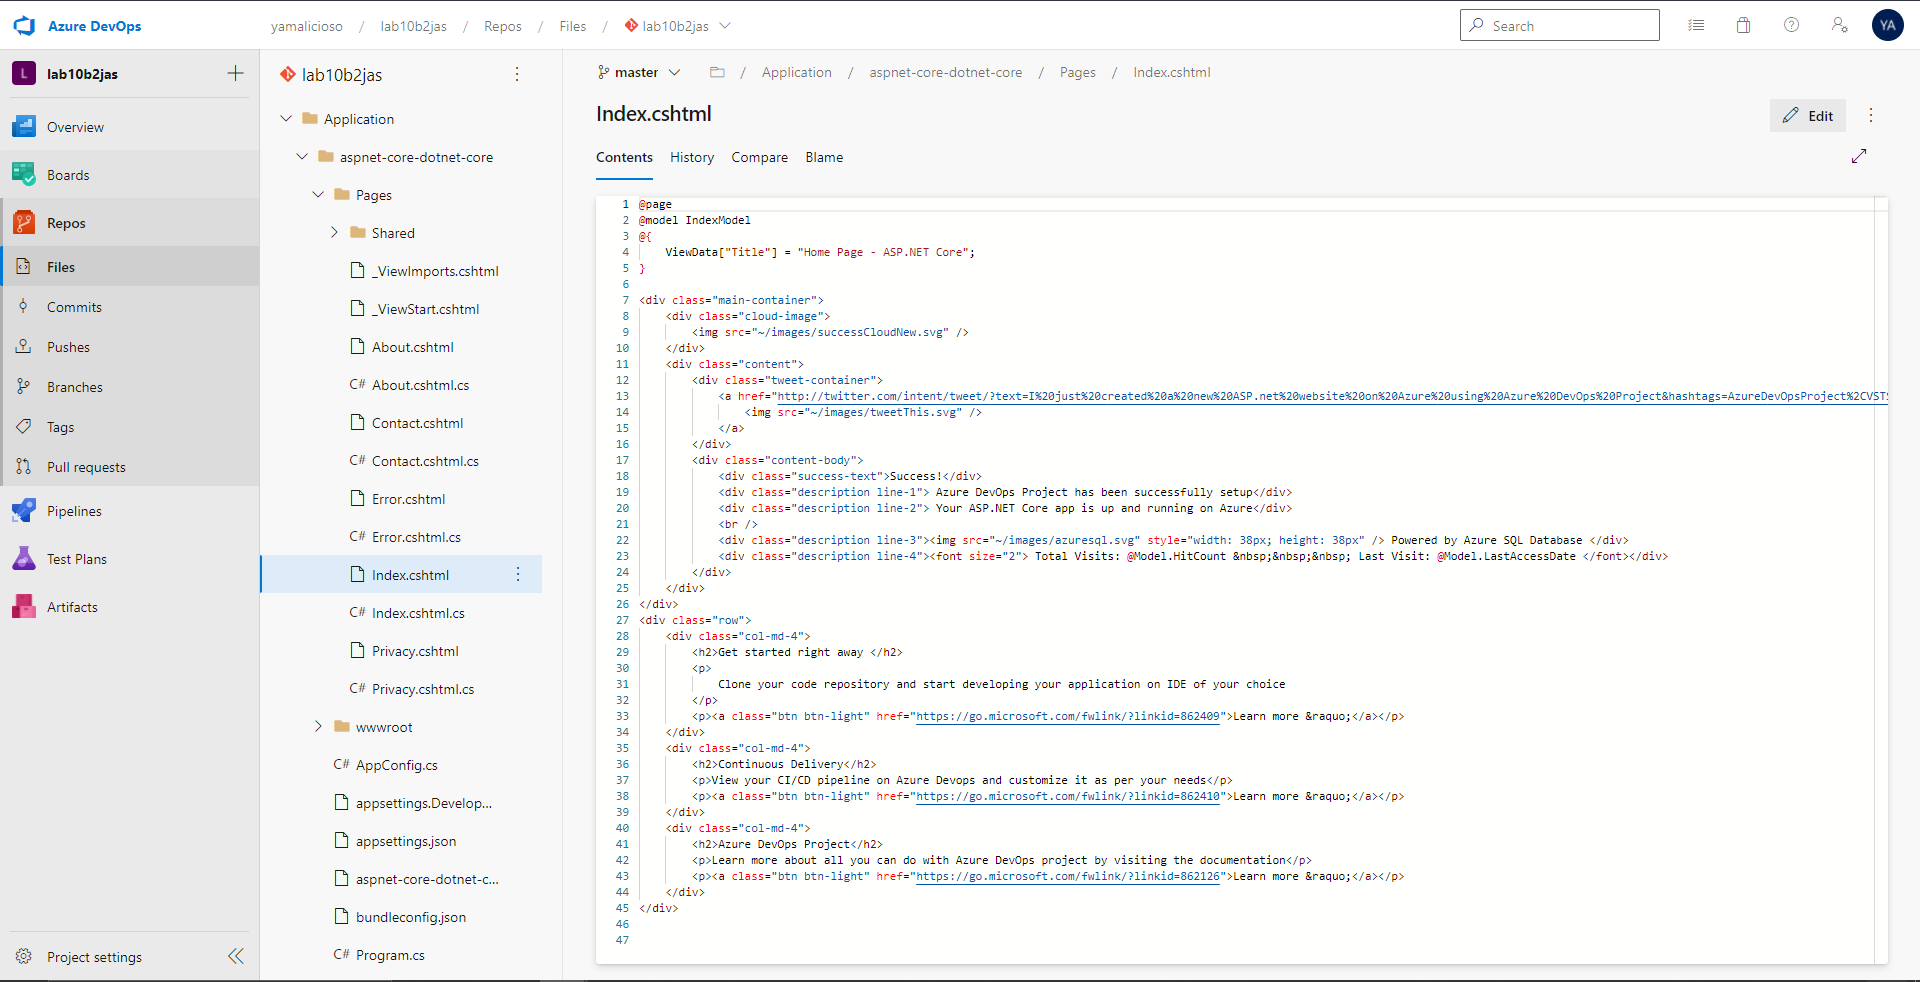 Azure DevOps
yamalicioso / lab10b2jas / Repos / Files / lab10b2jas
Search
YA
L lab10b2jas
Overview
Boards
Repos
Files
Commits
Pushes
Branches
Tags
Pull requests
Pipelines
Test Plans
Artifacts
Project settings
lab10b2jas
Application
aspnet-core-dotnet-core
Pages
Shared
_ViewImports.cshtml
_ViewStart.cshtml
About.cshtml
C# About.cshtml.cs
Contact.cshtml
C# Contact.cshtml.cs
Error.cshtml
C# Error.cshtml.cs
Index.cshtml
C# Index.cshtml.cs
Privacy.cshtml
C# Privacy.cshtml.cs
wwwroot
C# AppConfig.cs
appsettings.Develop...
appsettings.json
aspnet-core-dotnet-c...
bundleconfig.json
C# Program.cs
master / Application / aspnet-core-dotnet-core / Pages / Index.cshtml
Index.cshtml
Edit
Contents History Compare Blame
1 @page
2 @model IndexModel
3 @{
4 ViewData["Title"] = "Home Page - ASP.NET Core";
5 }
6
7 <div class="main-container">
8 <div class="cloud-image">
9 <img src="~/images/successCloudNew.svg" />
10 </div>
11 <div class="content">
12 <div class="tweet-container">
13 <a href="http://twitter.com/intent/tweet/?text=I%20just%20created%20a%20new%20ASP.net%20website%20on%20Azure%20using%20Azure%20DevOps%20Project&hashtags=AzureDevOpsProject%2CVSTS
14 <img src="~/images/tweetThis.svg" />
15 </a>
16 </div>
17 <div class="content-body">
18 <div class="success-text">Success!</div>
19 <div class="description line-1"> Azure DevOps Project has been successfully setup</div>
20 <div class="description line-2"> Your ASP.NET Core app is up and running on Azure</div>
21 <br />
22 <div class="description line-3"><img src="~/images/azuresql.svg" style="width: 38px; height: 38px" /> Powered by Azure SQL Database </div>
23 <div class="description line-4"><font size="2"> Total Visits: @Model.HitCount &nbsp;&nbsp;&nbsp; Last Visit: @Model.LastAccessDate </font></div>
24 </div>
25 </div>
26 </div>
27 <div class="row">
28 <div class="col-md-4">
29 <h2>Get started right away </h2>
30 <p>
31 Clone your code repository and start developing your application on IDE of your choice
32 </p>
33 <p><a class="btn btn-light" href="https://go.microsoft.com/fwlink/?linkid=862409">Learn more &raquo;</a></p>
34 </div>
35 <div class="col-md-4">
36 <h2>Continuous Delivery</h2>
37 <p>View your CI/CD pipeline on Azure Devops and customize it as per your needs</p>
38 <p><a class="btn btn-light" href="https://go.microsoft.com/fwlink/?linkid=862410">Learn more &raquo;</a></p>
39 </div>
40 <div class="col-md-4">
41 <h2>Azure DevOps Project</h2>
42 <p>Learn more about all you can do with Azure DevOps project by visiting the documentation</p>
43 <p><a class="btn btn-light" href="https://go.microsoft.com/fwlink/?linkid=862126">Learn more &raquo;</a></p>
44 </div>
45 </div>
46
47